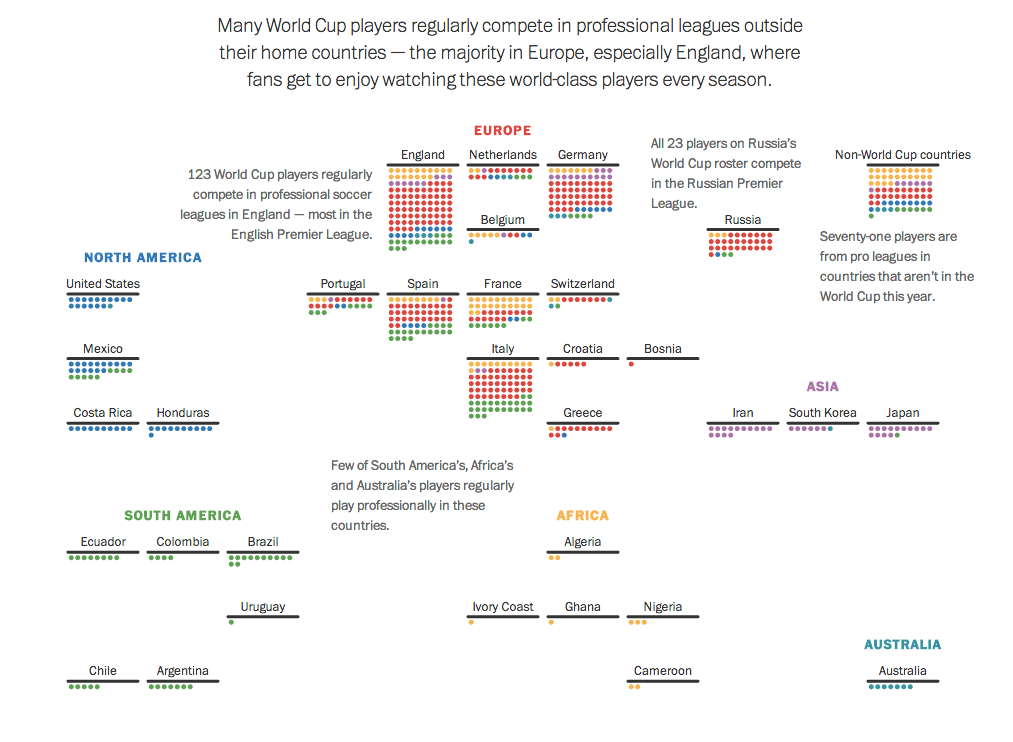 Many World Cup players regularly compete in professional leagues outside
their home countries — the majority in Europe, especially England, where
fans get to enjoy watching these world-class players every season.
EUROPE
England
Netherlands
Germany
All 23 players on Russia's
World Cup roster compete
in the Russian Premier
League.
Non-World Cup countries
123 World Cup players regularly
compete in professional soccer
leagues in England — most in the
English Premier League.
Belgium
Russia
Seventy-one players are
from pro leagues in
countries that aren't in the
World Cup this year.
NORTH AMERICA
United States
Portugal
Spain
France
Switzerland
Mexico
Italy
Croatia
Bosnia
ASIA
Costa Rica
Honduras
Greece
Iran
South Korea
Japan
Few of South America's, Africa's
and Australia's players regularly
play professionally in these
countries.
SOUTH AMERICA
AFRICA
Ecuador
Colombia
Brazil
Algeria
Uruguay
Ivory Coast
Ghana
Nigeria
AUSTRALIA
Chile
Argentina
Cameroon
Australia